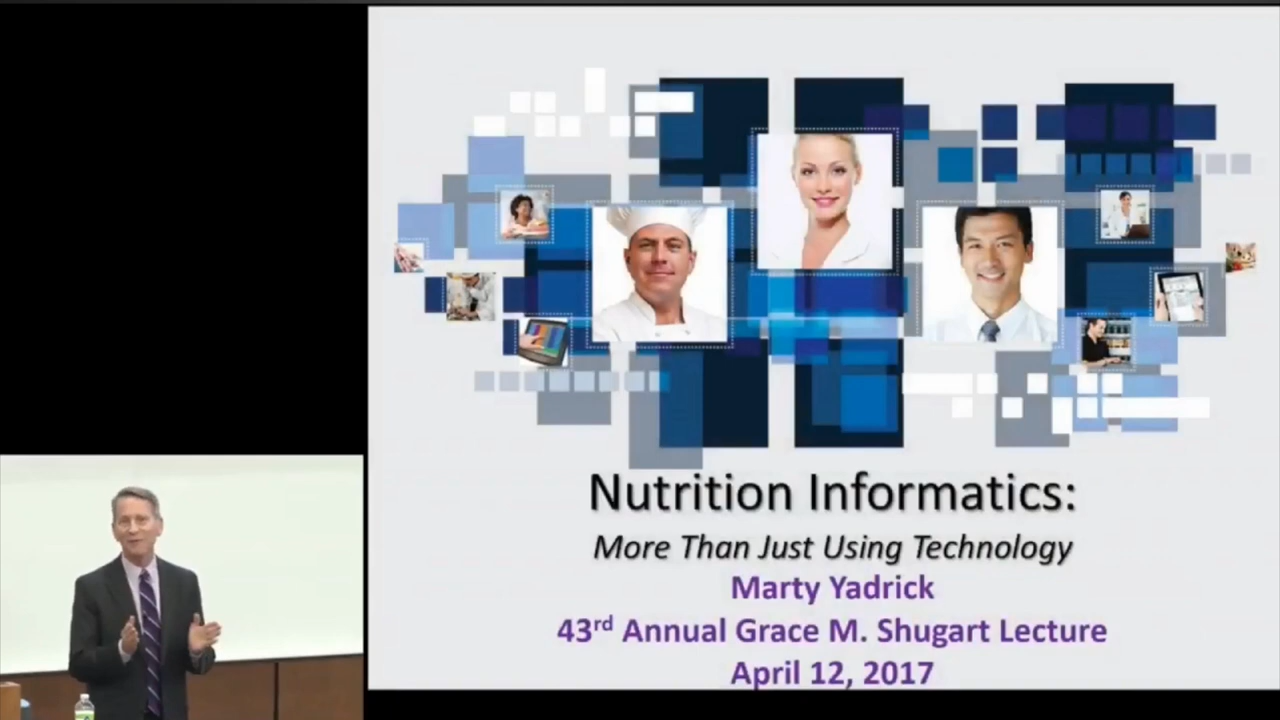 Nutrition Informatics:
More Than Just Using Technology
Marty Yadrick
43rd Annual Grace M. Shugart Lecture
April 12, 2017